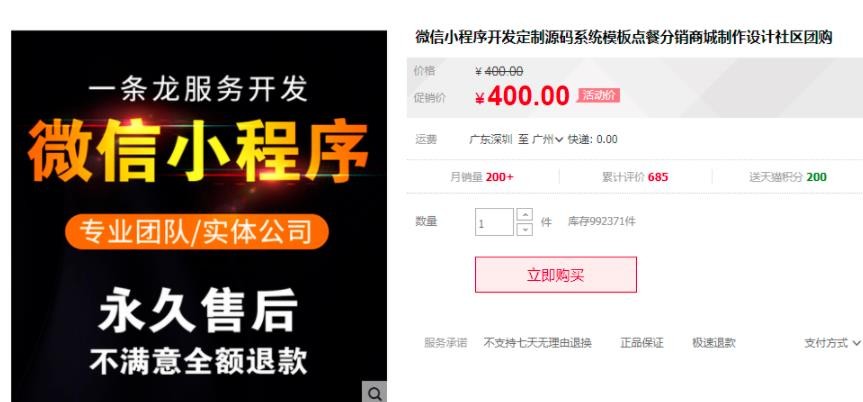 一条龙服务开发
微信小程序
专业团队/实体公司
永久售后
不满意全额退款
微信小程序开发定制源码系统模板点餐分销商城制作设计社区团购
价格 ¥ 400.00
促销价 ¥ 400.00 活动价
运费 广东深圳 至 广州 快递: 0.00
月销量 200+ 累计评价 685 送天猫积分 200
数量 1 件 库存992371件
立即购买
服务承诺 不支持七天无理由退换 正品保证 极速退款 支付方式